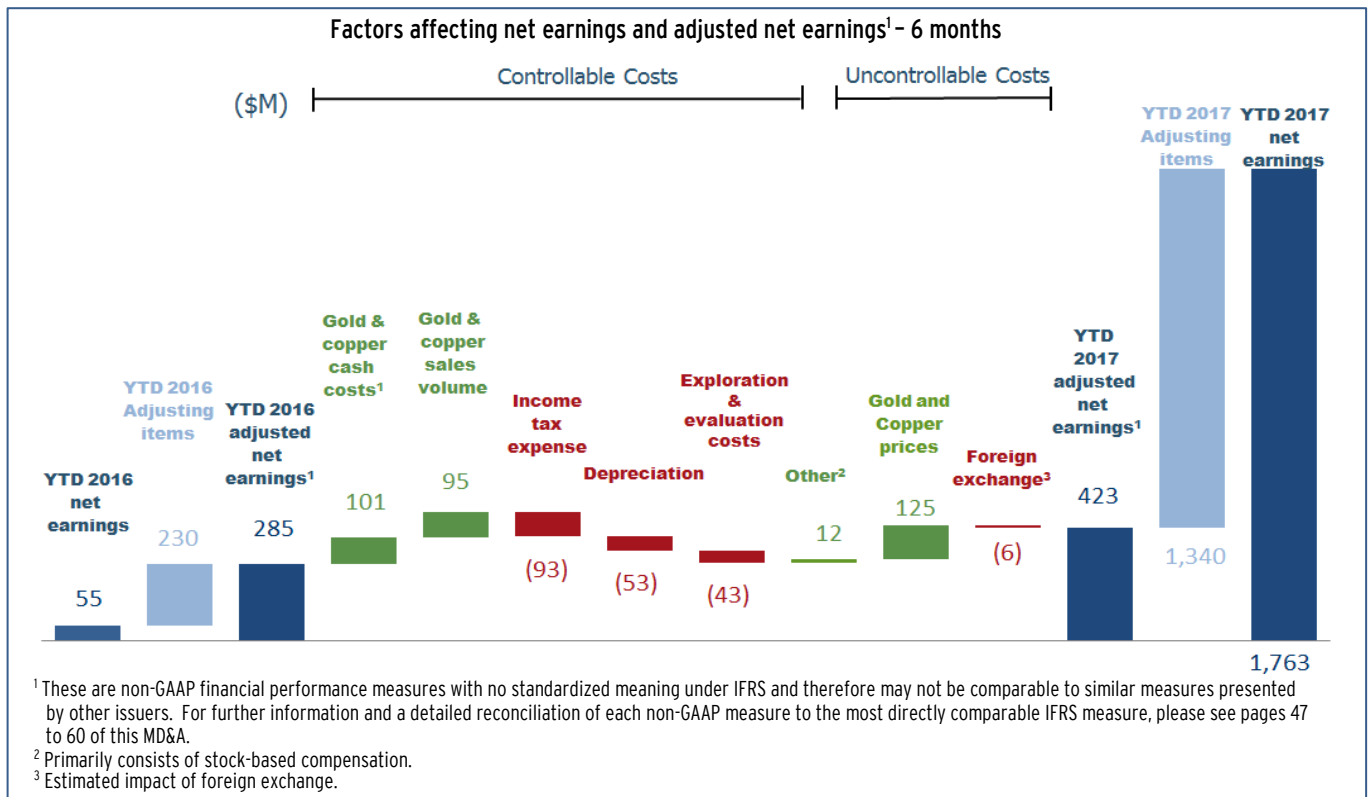 Factors affecting net earnings and adjusted net earnings¹ – 6 months
($M)
Controllable Costs
Uncontrollable Costs
YTD 2016
net
earnings
55
YTD 2016
Adjusting
items
230
YTD 2016
adjusted
net
earnings¹
285
Gold &
copper
cash
costs¹
101
Gold &
copper
sales
volume
95
Income
tax
expense
(93)
Depreciation
(53)
Exploration
&
evaluation
costs
(43)
Other²
12
Gold and
Copper
prices
125
Foreign
exchange³
(6)
YTD
2017
adjusted
net
earnings¹
423
YTD 2017
Adjusting
items
1,340
YTD 2017
net
earnings
1,763
¹ These are non-GAAP financial performance measures with no standardized meaning under IFRS and therefore may not be comparable to similar measures presented
by other issuers. For further information and a detailed reconciliation of each non-GAAP measure to the most directly comparable IFRS measure, please see pages 47
to 60 of this MD&A.
² Primarily consists of stock-based compensation.
³ Estimated impact of foreign exchange.